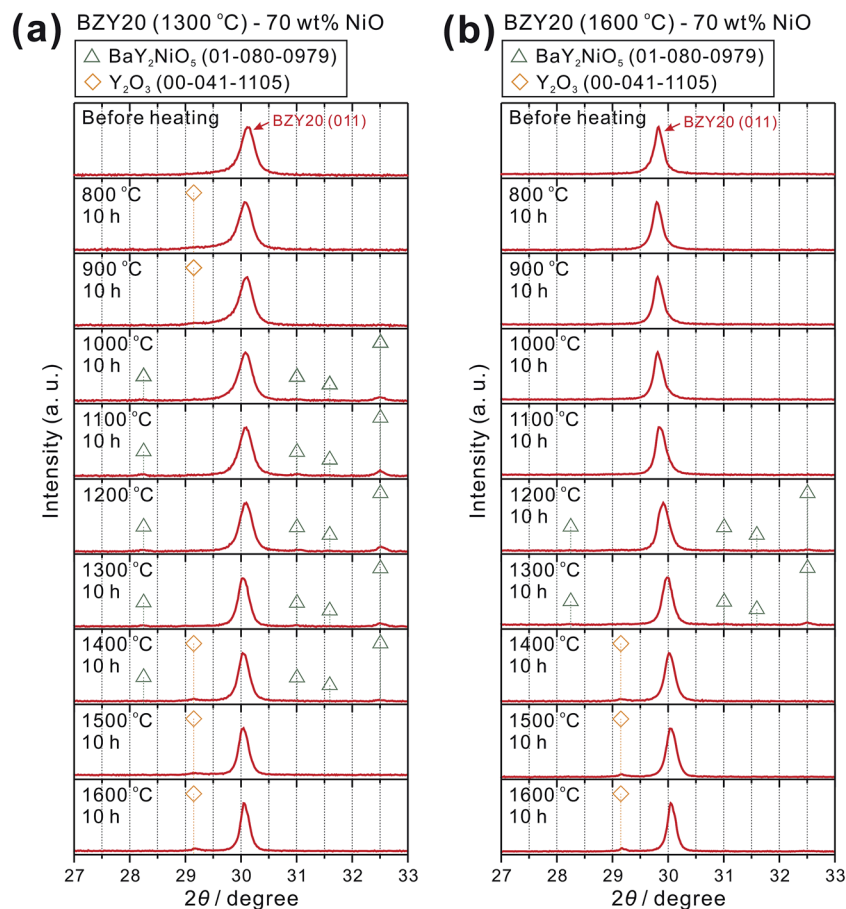 (a) BZY20 (1300 °C) - 70 wt% NiO
△ BaY₂NiO₅ (01-080-0979)
◇ Y₂O₃ (00-041-1105)
Before heating
BZY20 (011)
800 °C
10 h
900 °C
10 h
1000 °C
10 h
1100 °C
10 h
1200 °C
10 h
1300 °C
10 h
1400 °C
10 h
1500 °C
10 h
1600 °C
10 h
Intensity (a. u.)
27 28 29 30 31 32 33
2θ / degree
(b) BZY20 (1600 °C) - 70 wt% NiO
△ BaY₂NiO₅ (01-080-0979)
◇ Y₂O₃ (00-041-1105)
Before heating
BZY20 (011)
800 °C
10 h
900 °C
10 h
1000 °C
10 h
1100 °C
10 h
1200 °C
10 h
1300 °C
10 h
1400 °C
10 h
1500 °C
10 h
1600 °C
10 h
Intensity (a. u.)
27 28 29 30 31 32 33
2θ / degree